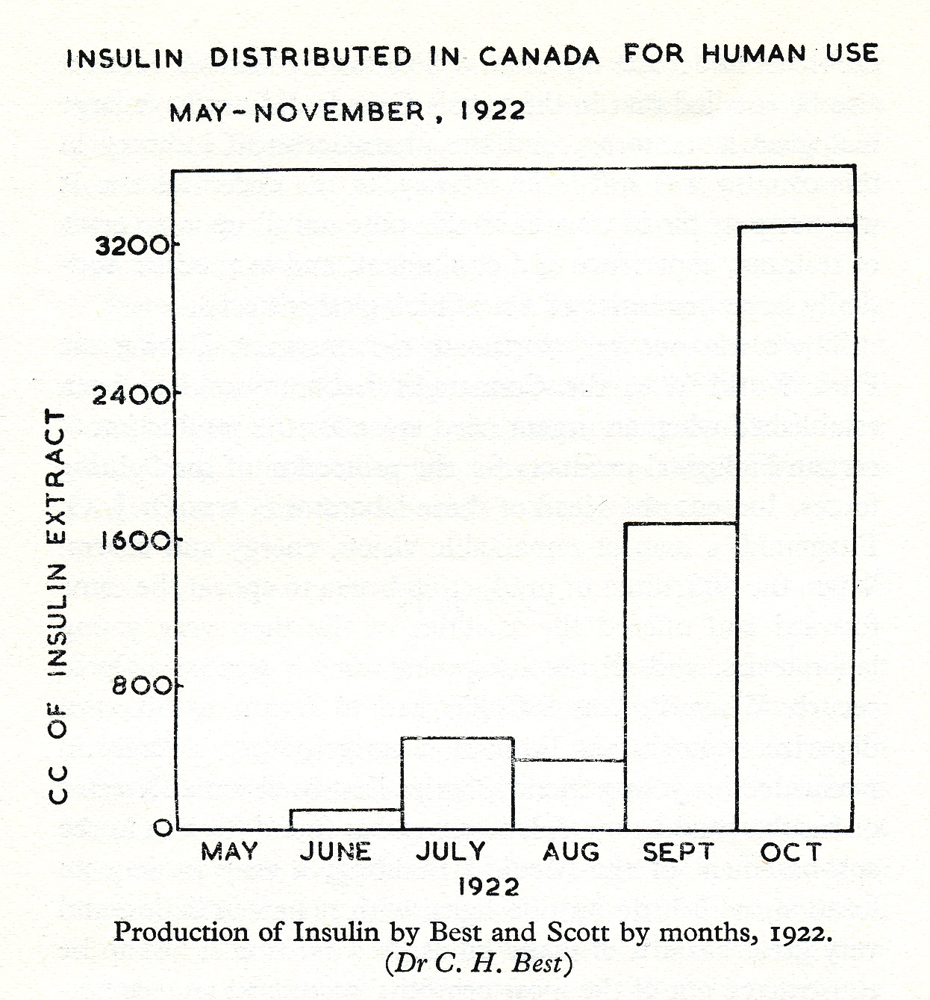 INSULIN DISTRIBUTED IN CANADA FOR HUMAN USE
MAY-NOVEMBER, 1922
3200
2400
1600
800
0
CC OF INSULIN EXTRACT
MAY JUNE JULY AUG SEPT OCT
1922
Production of Insulin by Best and Scott by months, 1922.
(Dr C. H. Best)